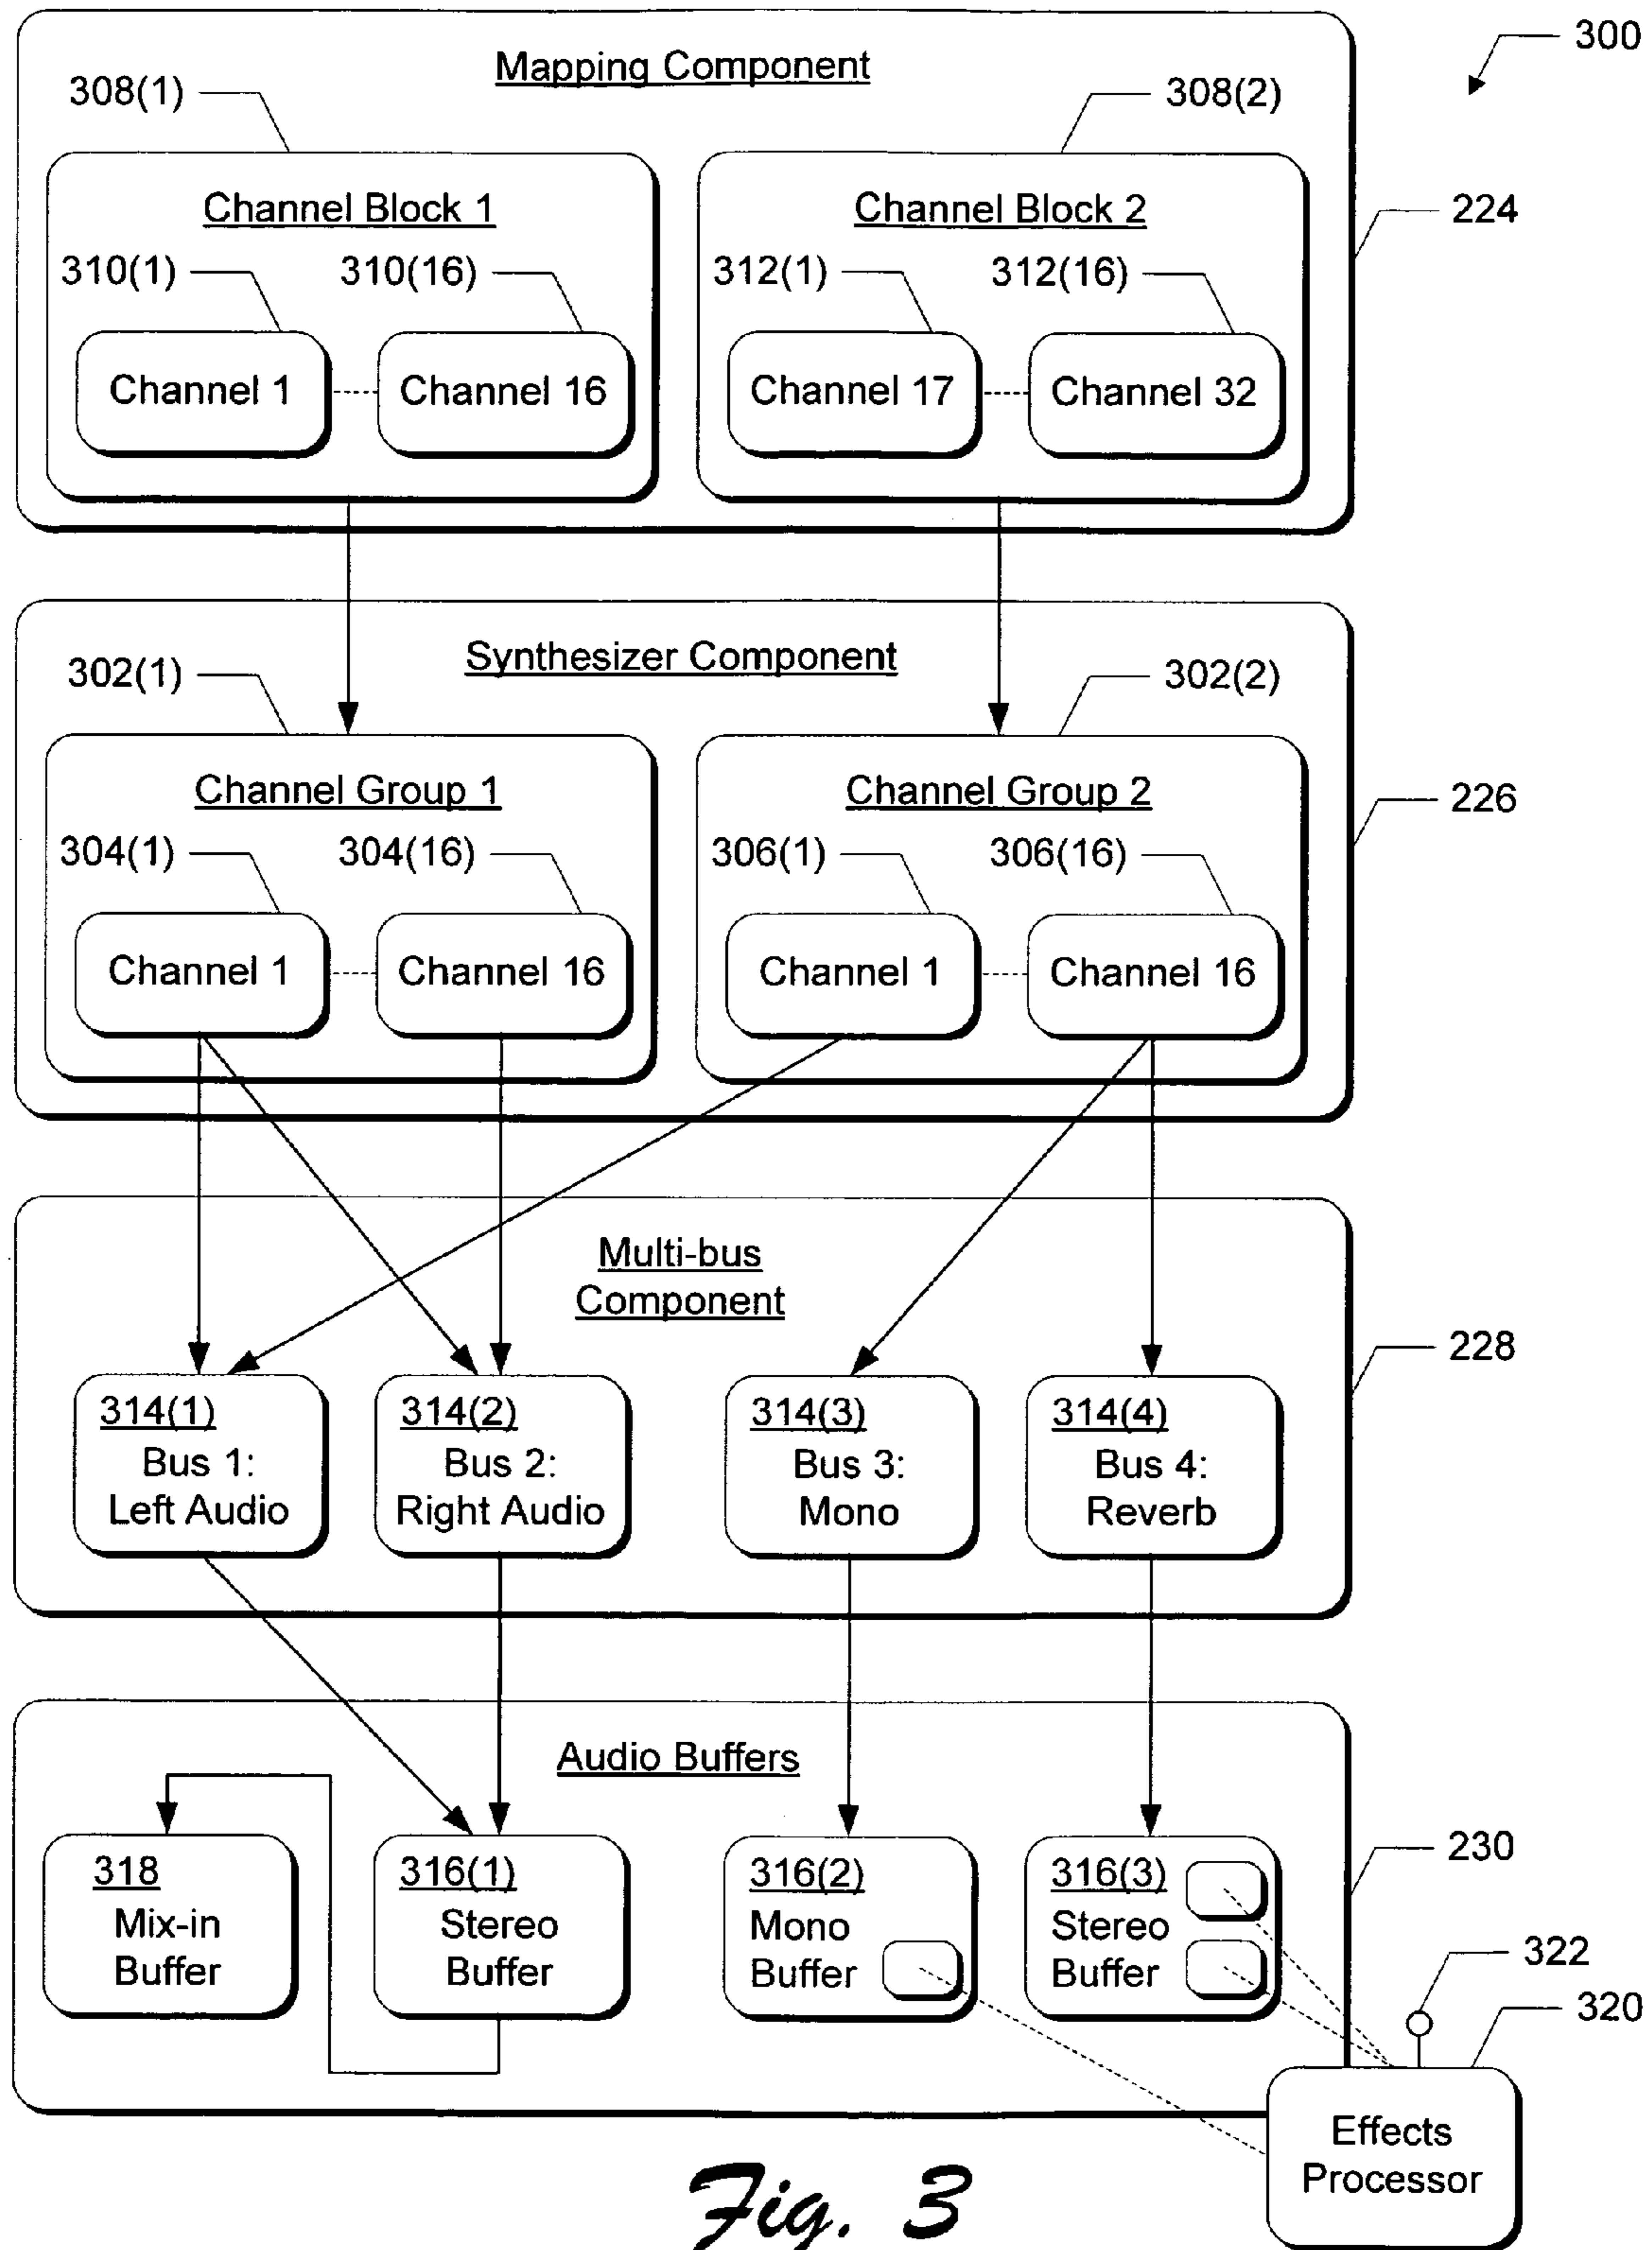 300
Mapping Component
308(1)
308(2)
Channel Block 1
Channel Block 2
224
310(1)
310(16)
312(1)
312(16)
Channel 1
Channel 16
Channel 17
Channel 32
Synthesizer Component
302(1)
302(2)
Channel Group 1
Channel Group 2
226
304(1)
304(16)
306(1)
306(16)
Channel 1
Channel 16
Channel 1
Channel 16
Multi-bus
Component
228
314(1)
Bus 1:
Left Audio
314(2)
Bus 2:
Right Audio
314(3)
Bus 3:
Mono
314(4)
Bus 4:
Reverb
Audio Buffers
230
318
Mix-in
Buffer
316(1)
Stereo
Buffer
316(2)
Mono
Buffer
316(3)
Stereo
Buffer
322
320
Effects
Processor
Fig. 3